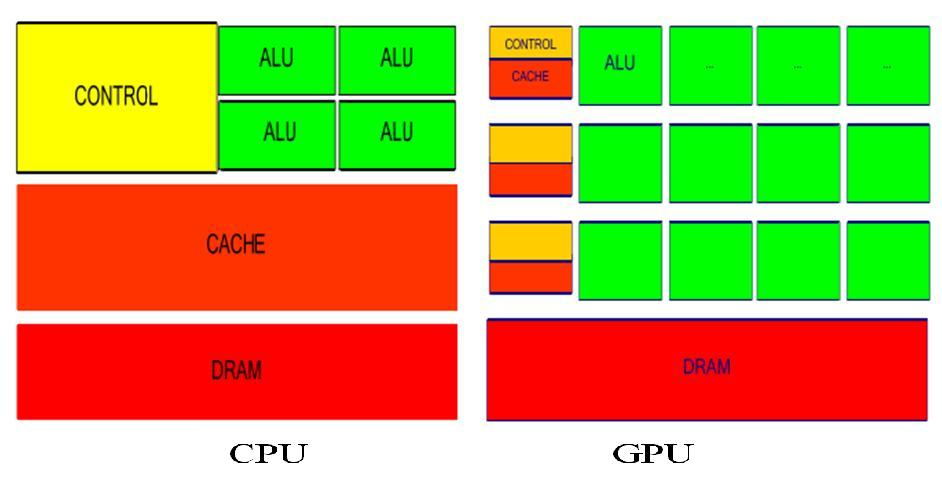 CONTROL
ALU ALU
ALU ALU
CACHE
DRAM
CPU
CONTROL
CACHE
ALU ... ... ...
DRAM
GPU